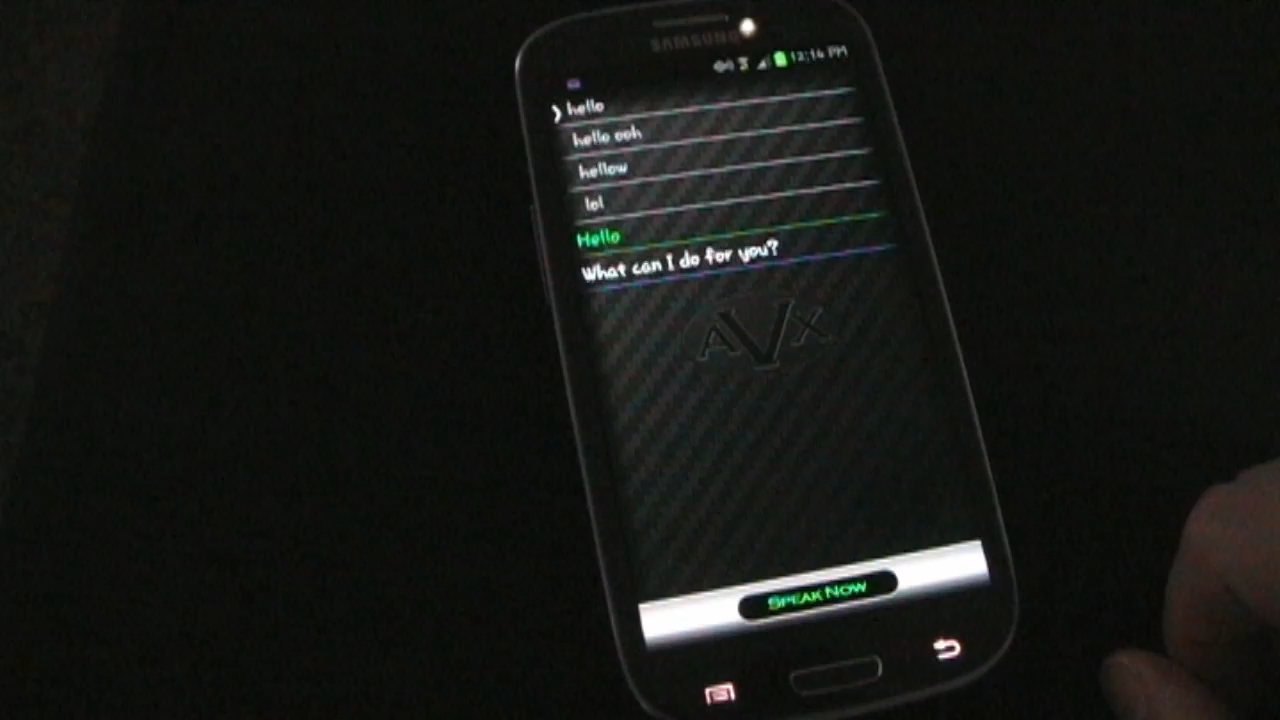 SAMSUNG
12:14 PM
❯ hello
hello ooh
hellow
lol
Hello
What can I do for you?
AVX
SPEAK NOW